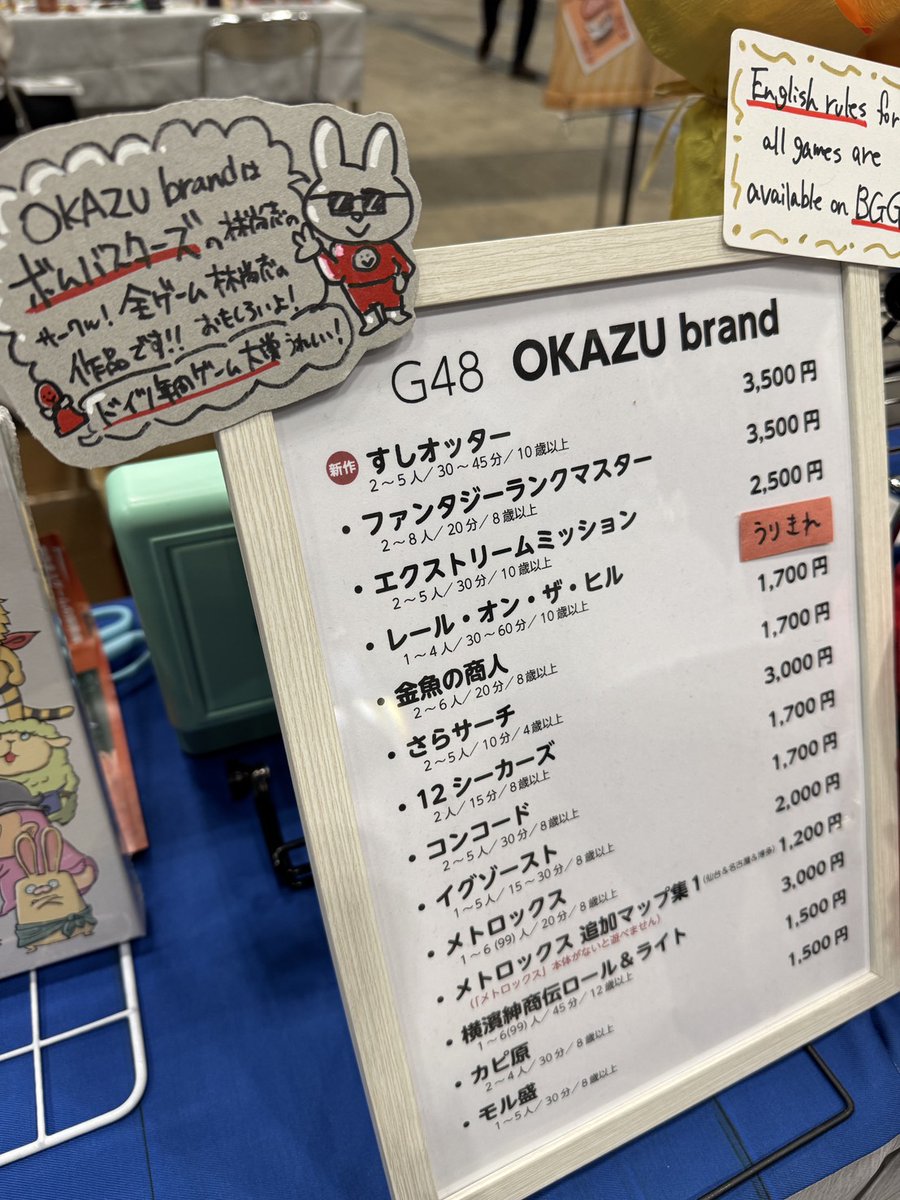 OKAZU brandは
ボムバスターズの林尚志の
サークル！全ゲーム林尚志の
作品です!! おもしろいよ！
ドイツ年間ゲーム大賞うれしい！
English rules for
all games are
available on BGG
G48 OKAZU brand
新作 すしオッター 3,500円
2～5人/30～45分/10歳以上
・ファンタジーランクマスター 3,500円
2～8人/20分/8歳以上
・エクストリームミッション 2,500円
2～5人/30分/10歳以上
・レール・オン・ザ・ヒル うりきれ
1～4人/30～60分/10歳以上
・金魚の商人 1,700円
2～6人/20分/8歳以上
・さらサーチ 1,700円
2～5人/10分/4歳以上
・12シーカーズ 3,000円
2人/15分/8歳以上
・コンコード 1,700円
2～5人/30分/8歳以上
・イグゾースト 1,700円
1～5人/15～30分/8歳以上
・メトロックス 2,000円
1～6(99)人/20分/8歳以上
・メトロックス 追加マップ集1(仙台&名古屋&博多) 1,200円
(「メトロックス」本体がないと遊べません)
・横濱紳商伝ロール＆ライト 3,000円
1～6(99)人/45分/12歳以上
・カピ原 1,500円
2～4人/30分/8歳以上
・モル盛 1,500円
1～5人/30分/8歳以上